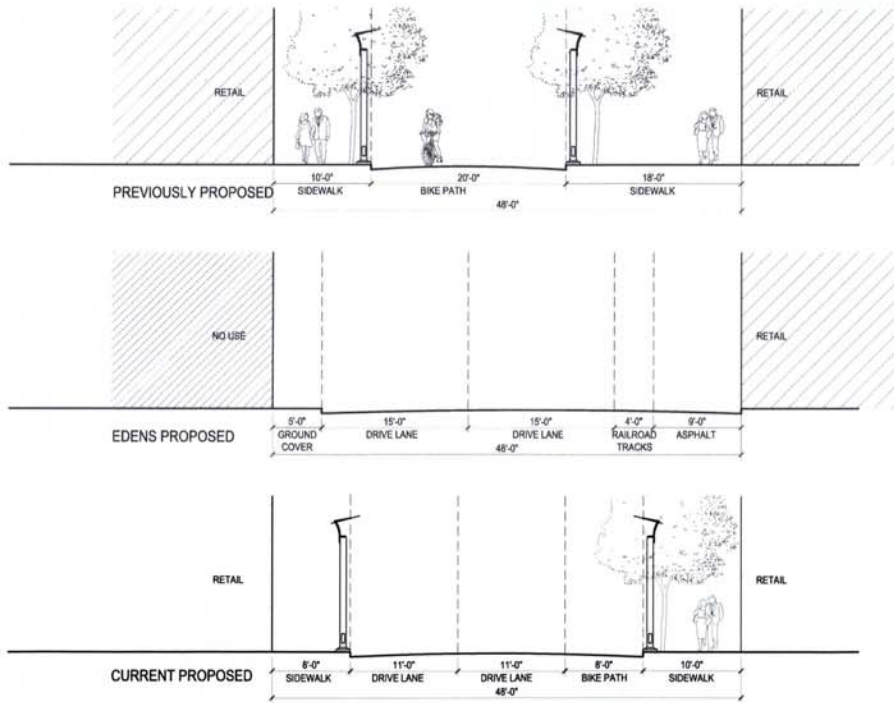 RETAIL
RETAIL
10'-0" 20'-0" 18'-0"
SIDEWALK BIKE PATH SIDEWALK
PREVIOUSLY PROPOSED
48'-0"
NO USE
RETAIL
5'-0" 15'-0" 15'-0" 4'-0" 9'-0"
GROUND COVER DRIVE LANE DRIVE LANE RAILROAD TRACKS ASPHALT
EDENS PROPOSED
48'-0"
RETAIL
RETAIL
8'-0" 11'-0" 11'-0" 8'-0" 10'-0"
SIDEWALK DRIVE LANE DRIVE LANE BIKE PATH SIDEWALK
CURRENT PROPOSED
48'-0"